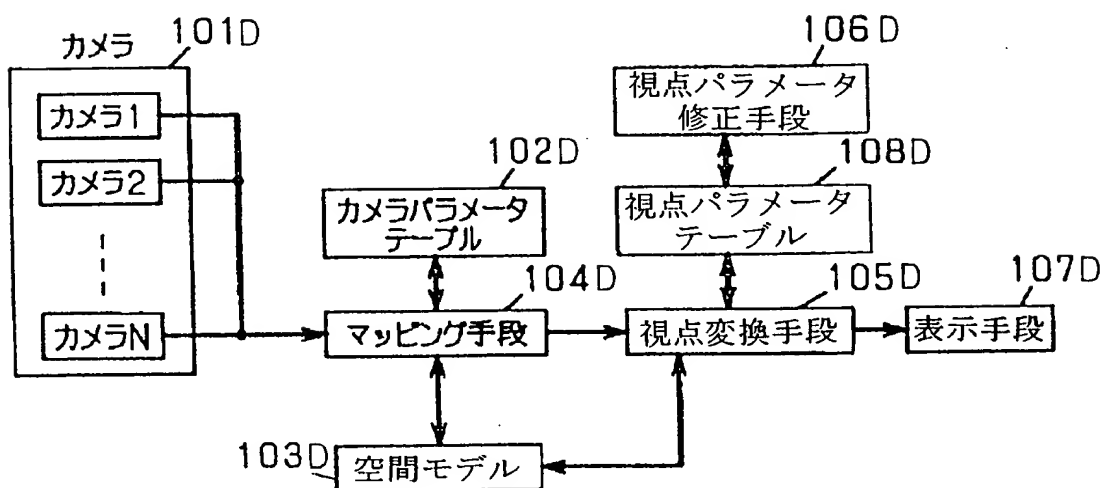 カメラ
101D
カメラ1
カメラ2
カメラN
102D
カメラパラメータ
テーブル
104D
マッピング手段
103D
空間モデル
106D
視点パラメータ
修正手段
108D
視点パラメータ
テーブル
105D
視点変換手段
107D
表示手段